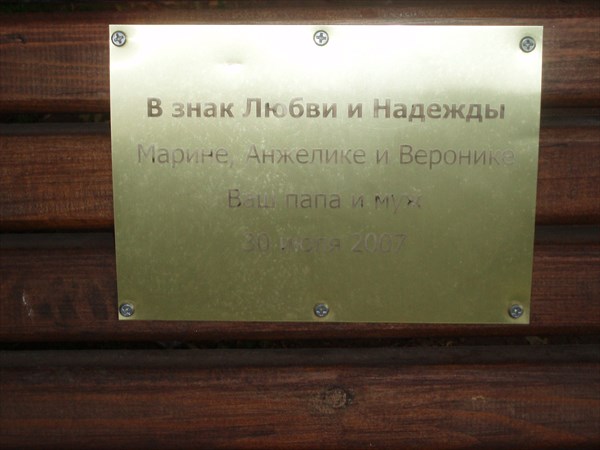 В знак Любви и Надежды
Марине, Анжелике и Веронике
Ваш папа и муж
30 2007